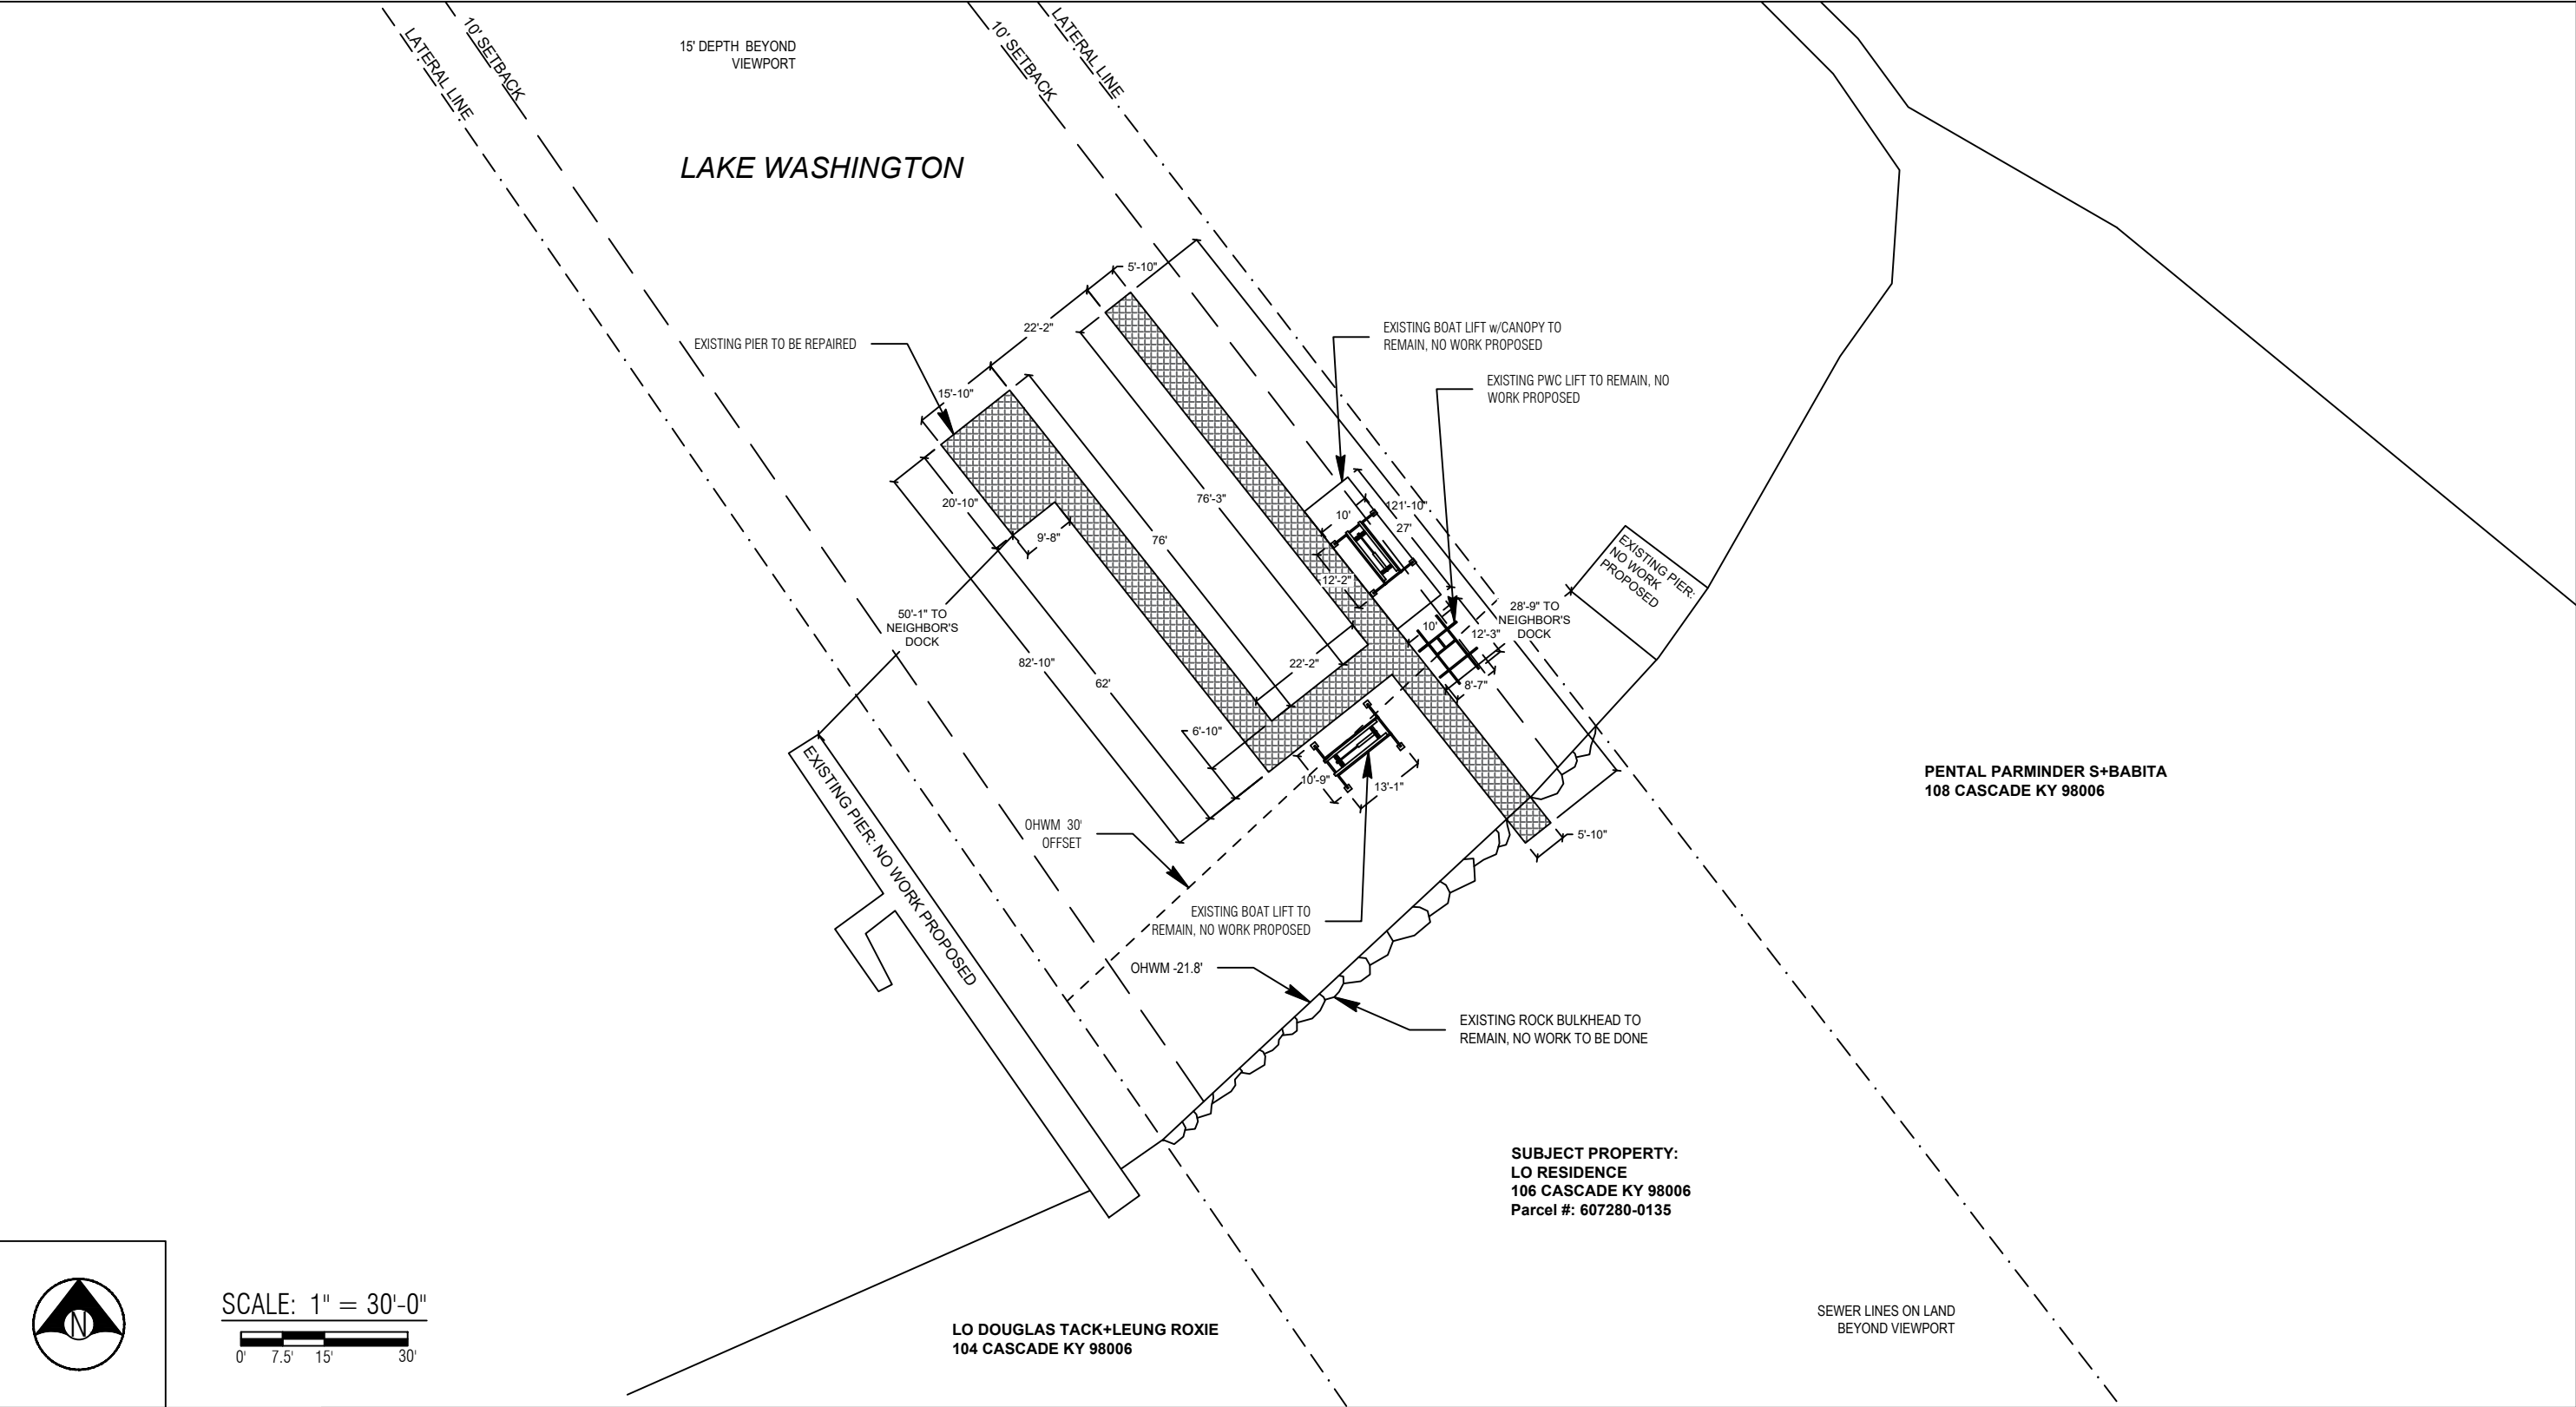 LATERAL LINE
10' SETBACK
15' DEPTH  BEYOND
VIEWPORT
10' SETBACK
LATERAL LINE
LAKE WASHINGTON
5'-10"
22'-2"
EXISTING PIER TO BE REPAIRED
15'-10"
EXISTING BOAT LIFT w/CANOPY TO
REMAIN, NO WORK PROPOSED
EXISTING PWC LIFT TO REMAIN, NO
WORK PROPOSED
20'-10"
9'-8"
76'-3"
76'
10'
121'-10"
27'
12'-2"
EXISTING PIER:
NO WORK
PROPOSED
50'-1" TO
NEIGHBOR'S
DOCK
28'-9" TO
NEIGHBOR'S
DOCK
10'
12'-3"
82'-10"
62'
22'-2"
8'-7"
6'-10"
10'-9"
13'-1"
EXISTING PIER: NO WORK PROPOSED
PENTAL PARMINDER S+BABITA
108 CASCADE KY 98006
OHWM  30'
OFFSET
5'-10"
EXISTING BOAT LIFT TO
REMAIN, NO WORK PROPOSED
OHWM -21.8'
EXISTING ROCK BULKHEAD TO
REMAIN, NO WORK TO BE DONE
SUBJECT PROPERTY:
LO RESIDENCE
106 CASCADE KY 98006
Parcel #: 607280-0135
N
SCALE:  1" = 30'-0"
0' 7.5' 15' 30'
LO DOUGLAS TACK+LEUNG ROXIE
104 CASCADE KY 98006
SEWER LINES ON LAND
BEYOND VIEWPORT